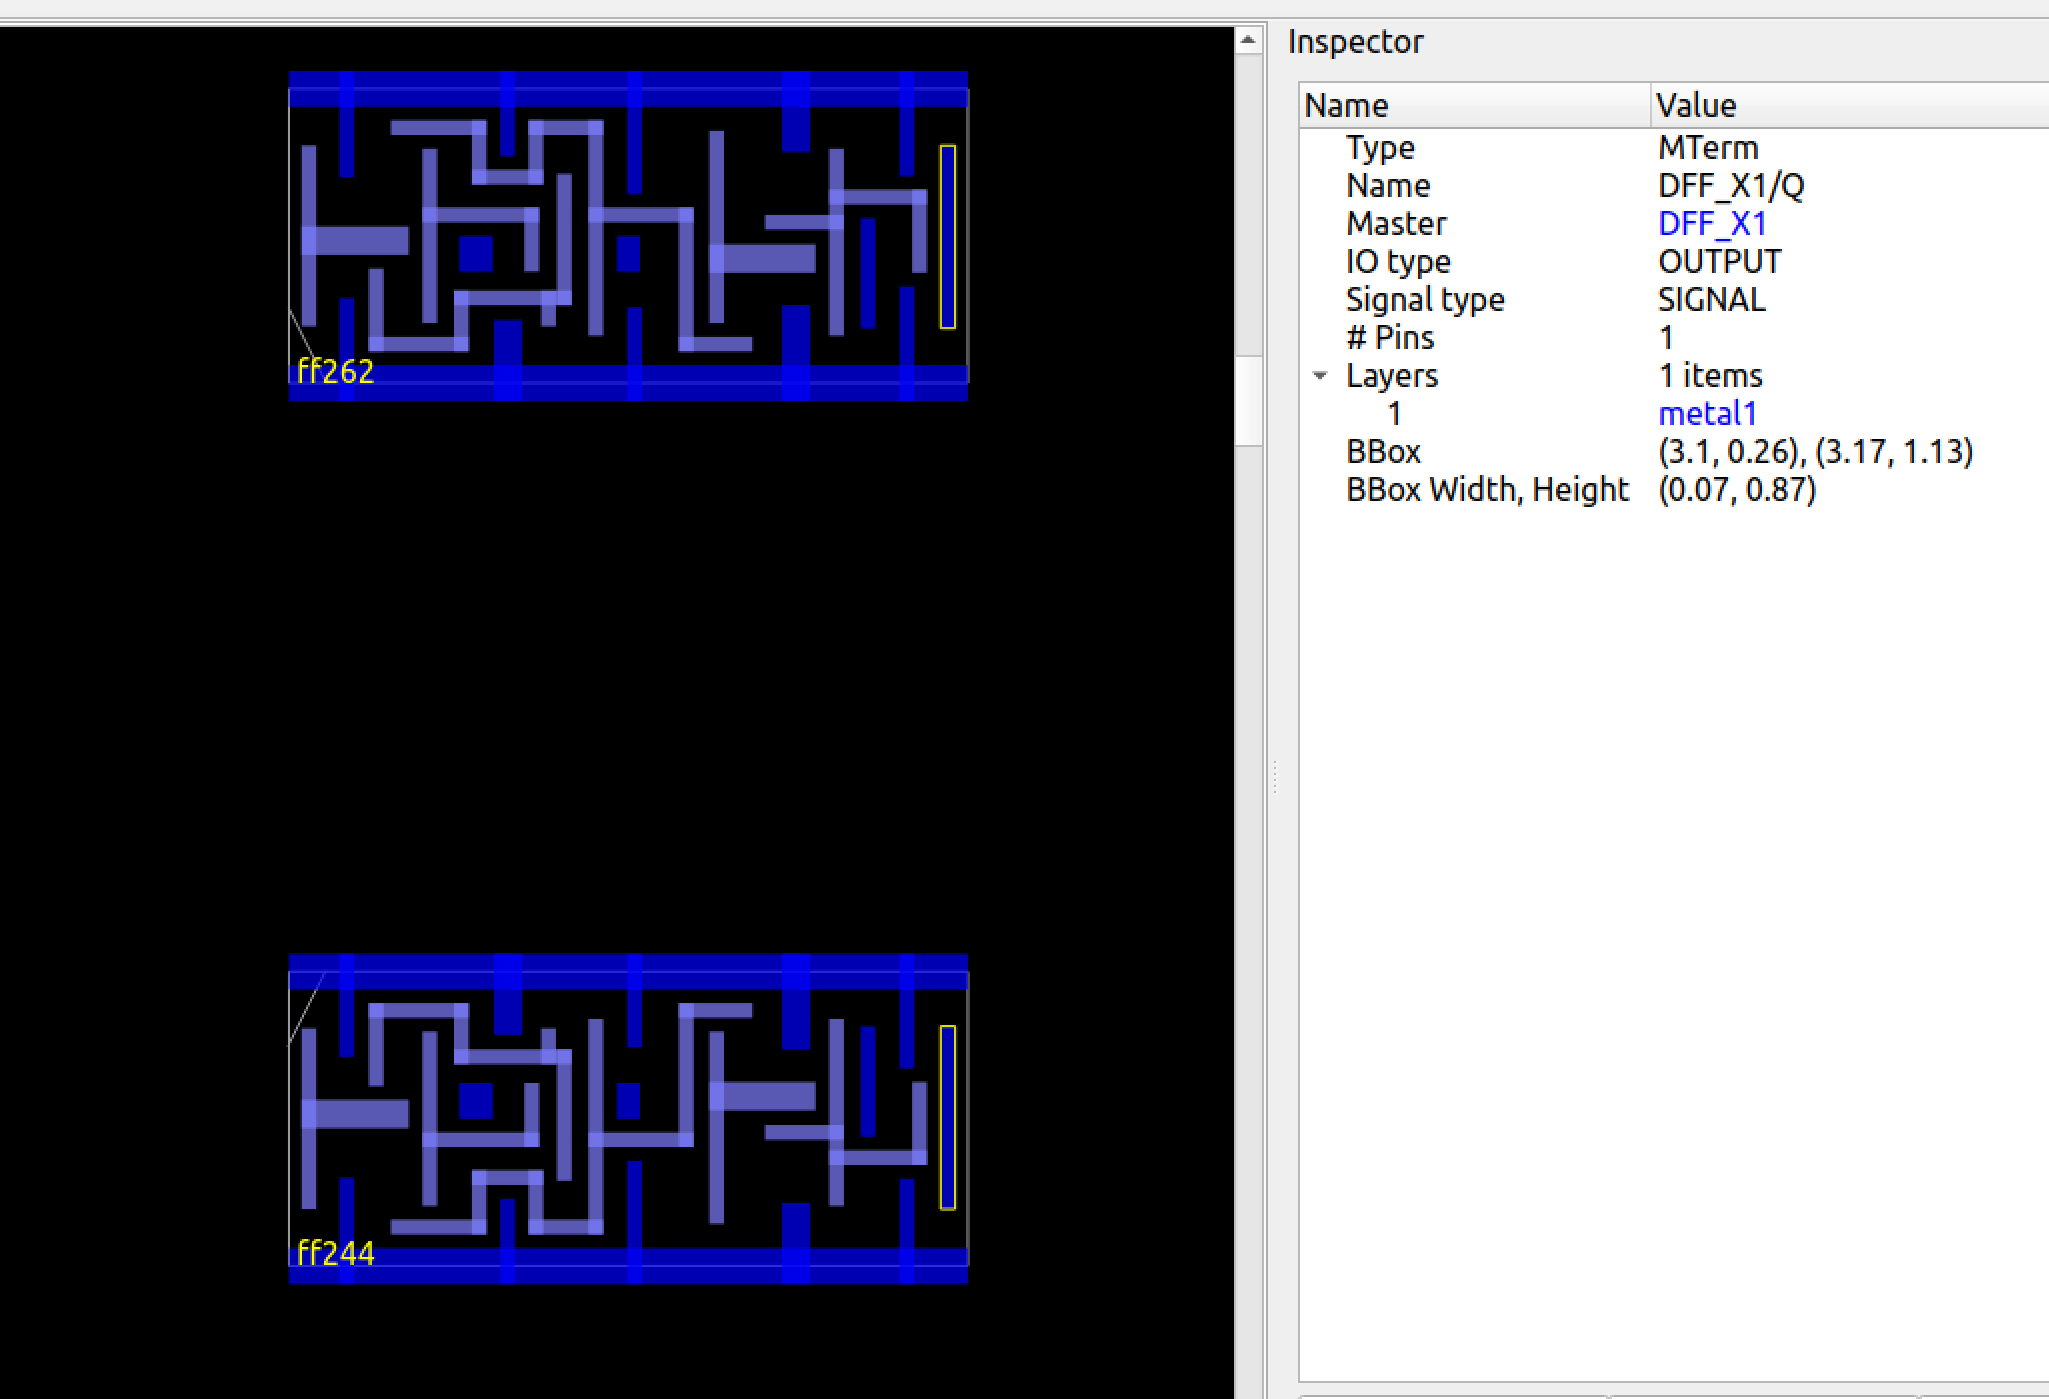 Inspector
Name Value
Type MTerm
Name DFF_X1/Q
Master DFF_X1
IO type OUTPUT
Signal type SIGNAL
# Pins 1
Layers 1 items
1 metal1
BBox (3.1, 0.26), (3.17, 1.13)
BBox Width, Height (0.07, 0.87)
ff262
ff244